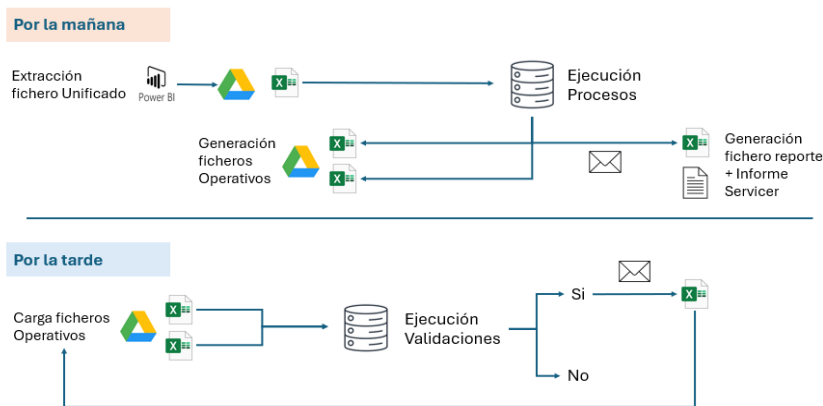 Por la mañana
Extracción
fichero Unificado
Power BI
Ejecución
Procesos
Generación
ficheros
Operativos
Generación
fichero reporte
+ Informe
Servicer
Por la tarde
Carga ficheros
Operativos
Ejecución
Validaciones
Si
No